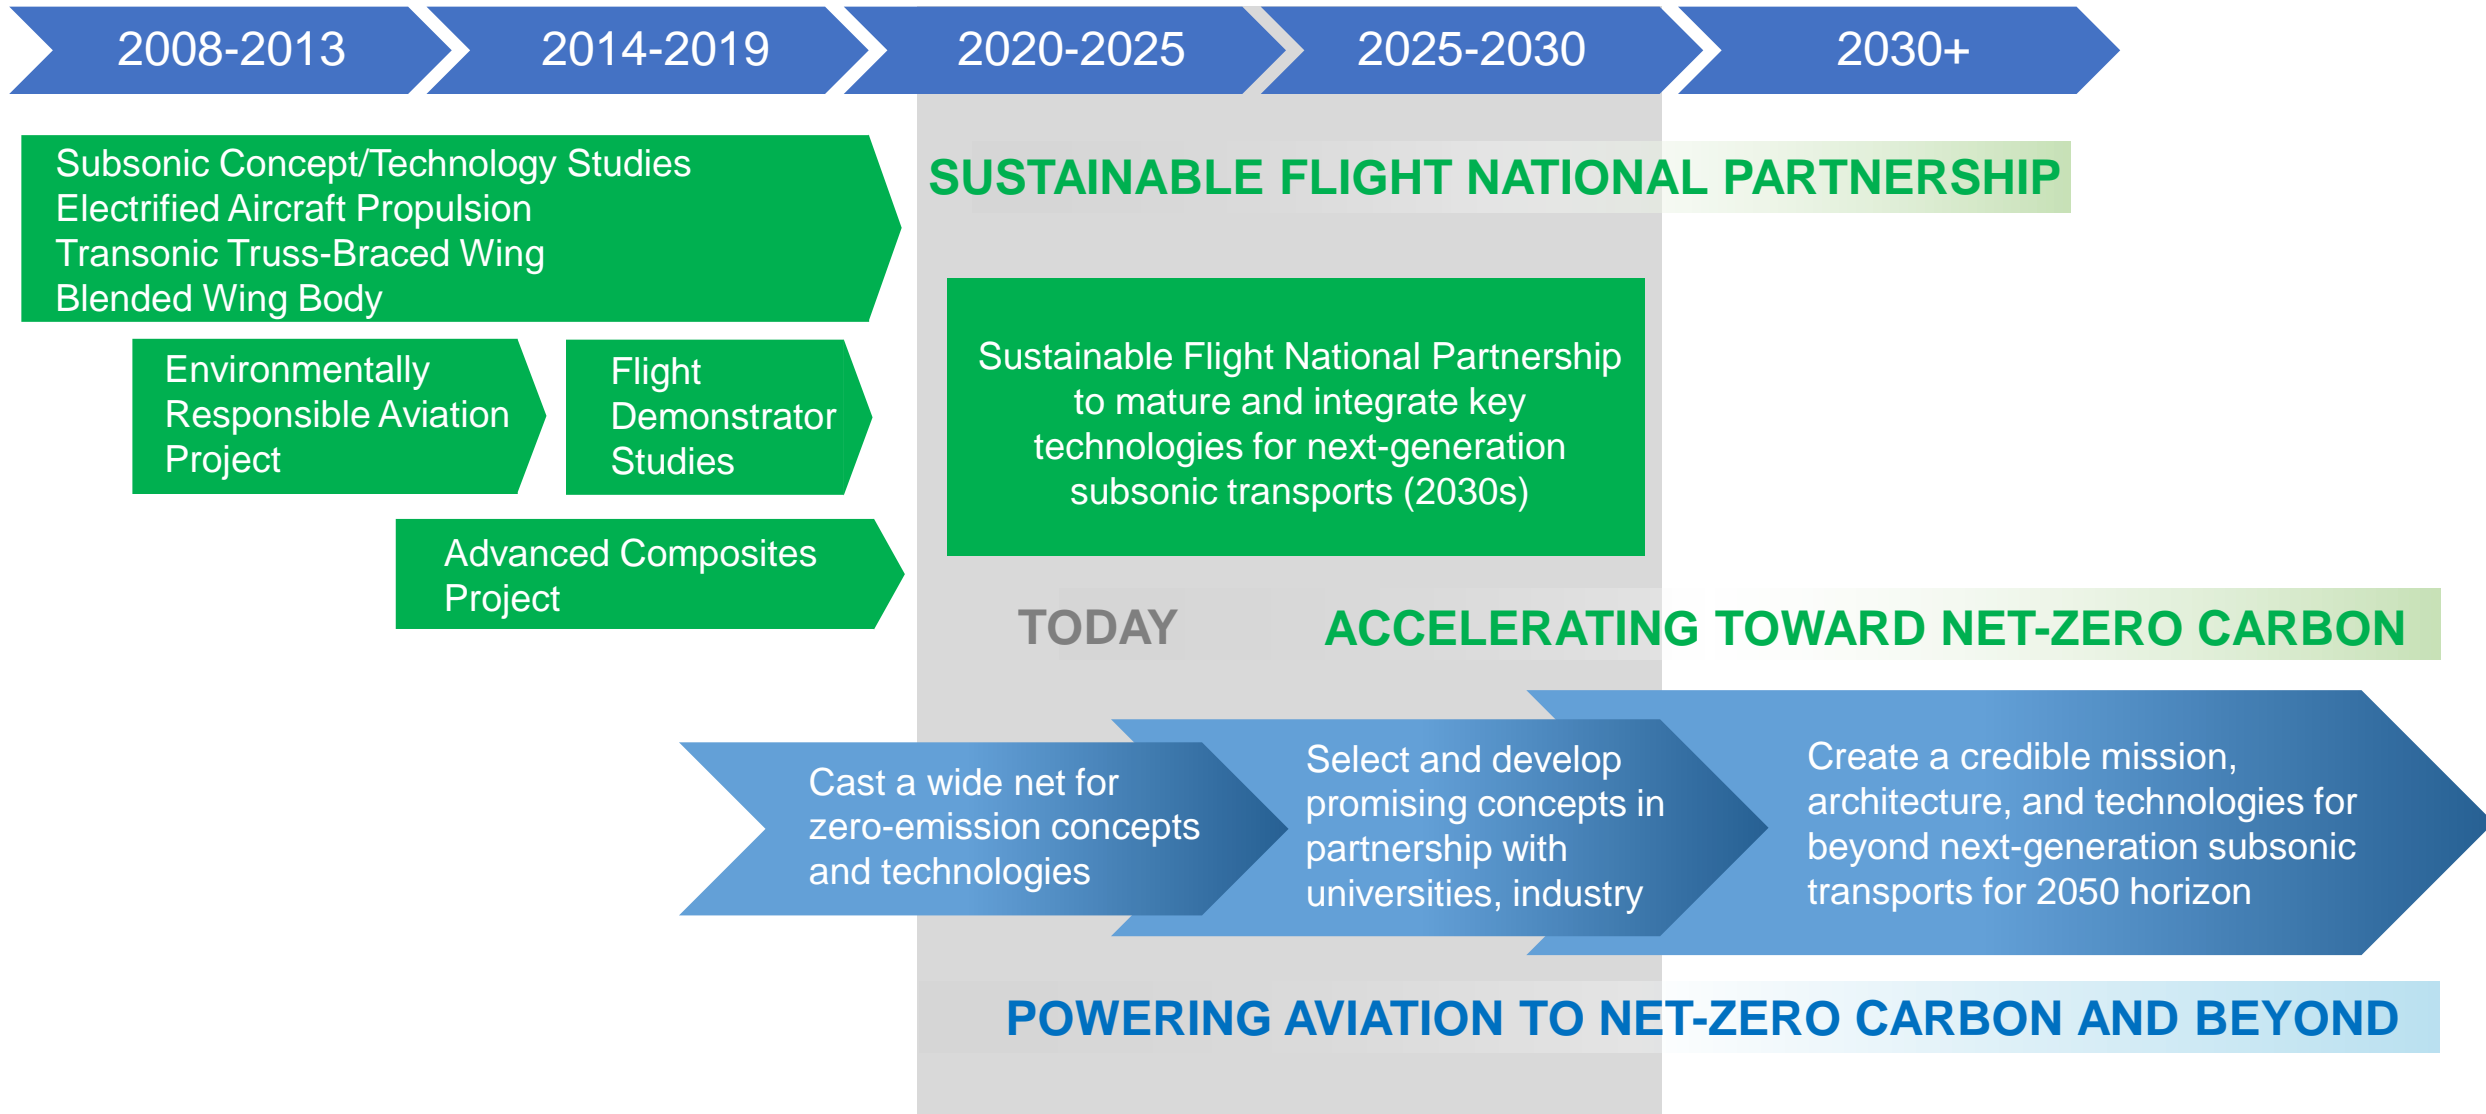 2008-2013
2014-2019
2020-2025
2025-2030
2030+
Subsonic Concept/Technology Studies
Electrified Aircraft Propulsion
Transonic Truss-Braced Wing
Blended Wing Body
SUSTAINABLE FLIGHT NATIONAL PARTNERSHIP
Environmentally
Responsible Aviation
Project
Flight
Demonstrator
Studies
Advanced Composites
Project
Sustainable Flight National Partnership
to mature and integrate key
technologies for next-generation
subsonic transports (2030s)
TODAY
ACCELERATING TOWARD NET-ZERO CARBON
Cast a wide net for
zero-emission concepts
and technologies
Select and develop
promising concepts in
partnership with
universities, industry
Create a credible mission,
architecture, and technologies for
beyond next-generation subsonic
transports for 2050 horizon
POWERING AVIATION TO NET-ZERO CARBON AND BEYOND